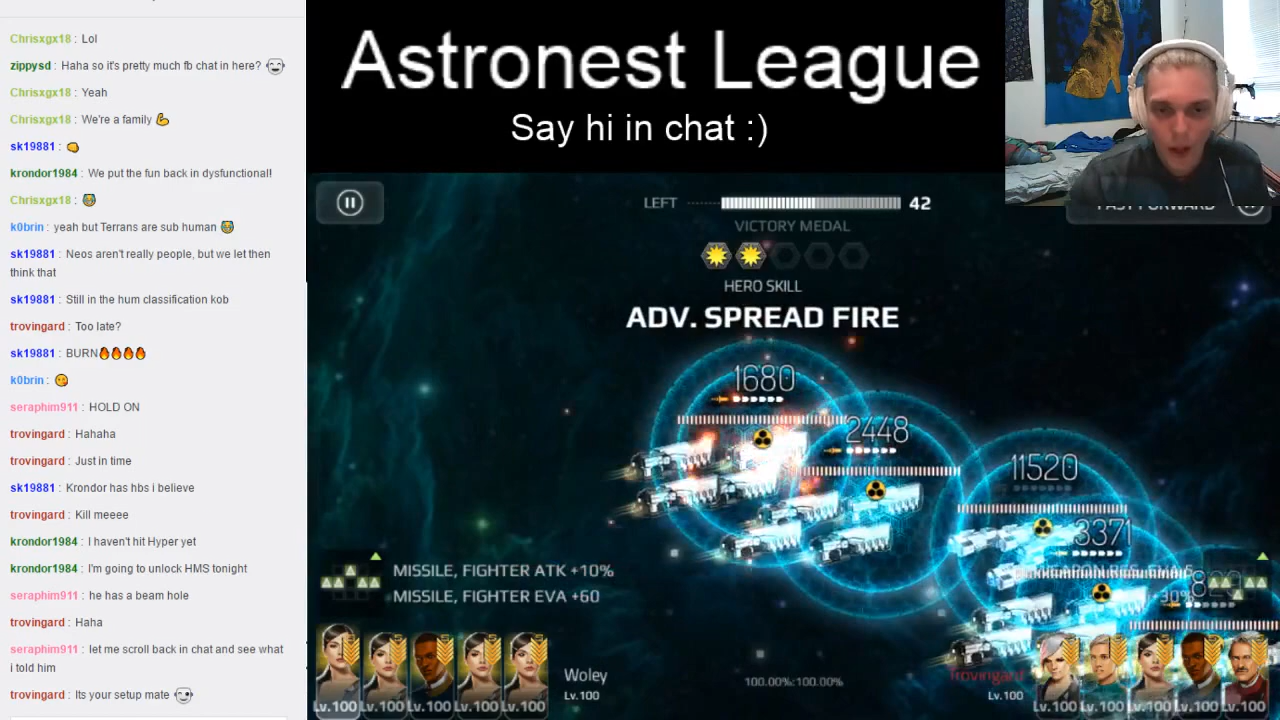 Chrisxgx18 : Lol
zippysd : Haha so it's pretty much fb chat in here?
Chrisxgx18 : Yeah
Chrisxgx18 : We're a family
sk19881 :
krondor1984 : We put the fun back in dysfunctional!
Chrisxgx18 :
k0brin : yeah but Terrans are sub human
sk19881 : Neos aren't really people, but we let then
think that
sk19881 : Still in the hum classification kob
trovingard : Too late?
sk19881 : BURN
k0brin :
seraphim911 : HOLD ON
trovingard : Hahaha
trovingard : Just in time
sk19881 : Krondor has hbs i believe
trovingard : Kill meeee
krondor1984 : I haven't hit Hyper yet
krondor1984 : I'm going to unlock HMS tonight
seraphim911 : he has a beam hole
trovingard : Haha
seraphim911 : let me scroll back in chat and see what
i told him
trovingard : Its your setup mate
Astronest League
Say hi in chat :)
LEFT 42
FAST FORWARD
VICTORY MEDAL
HERO SKILL
ADV. SPREAD FIRE
1680
2448
11520
3371
MISSILE, FIGHTER ATK +10%
MISSILE, FIGHTER EVA +60
+30%
Woley
Lv.100
100.00%:100.00%
Trovingard
Lv.100
Lv.100 Lv.100 Lv.100 Lv.100 Lv.100
Lv.100 Lv.100 Lv.100 Lv.100 Lv.100